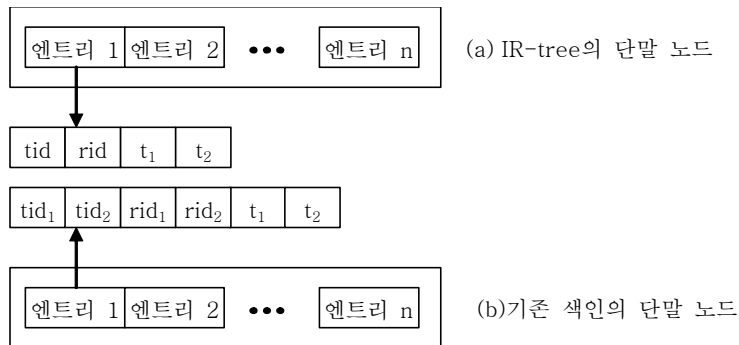 엔트리 1 엔트리 2 ••• 엔트리 n (a) IR-tree의 단말 노드
tid rid t₁ t₂
tid₁ tid₂ rid₁ rid₂ t₁ t₂
엔트리 1 엔트리 2 ••• 엔트리 n (b)기존 색인의 단말 노드